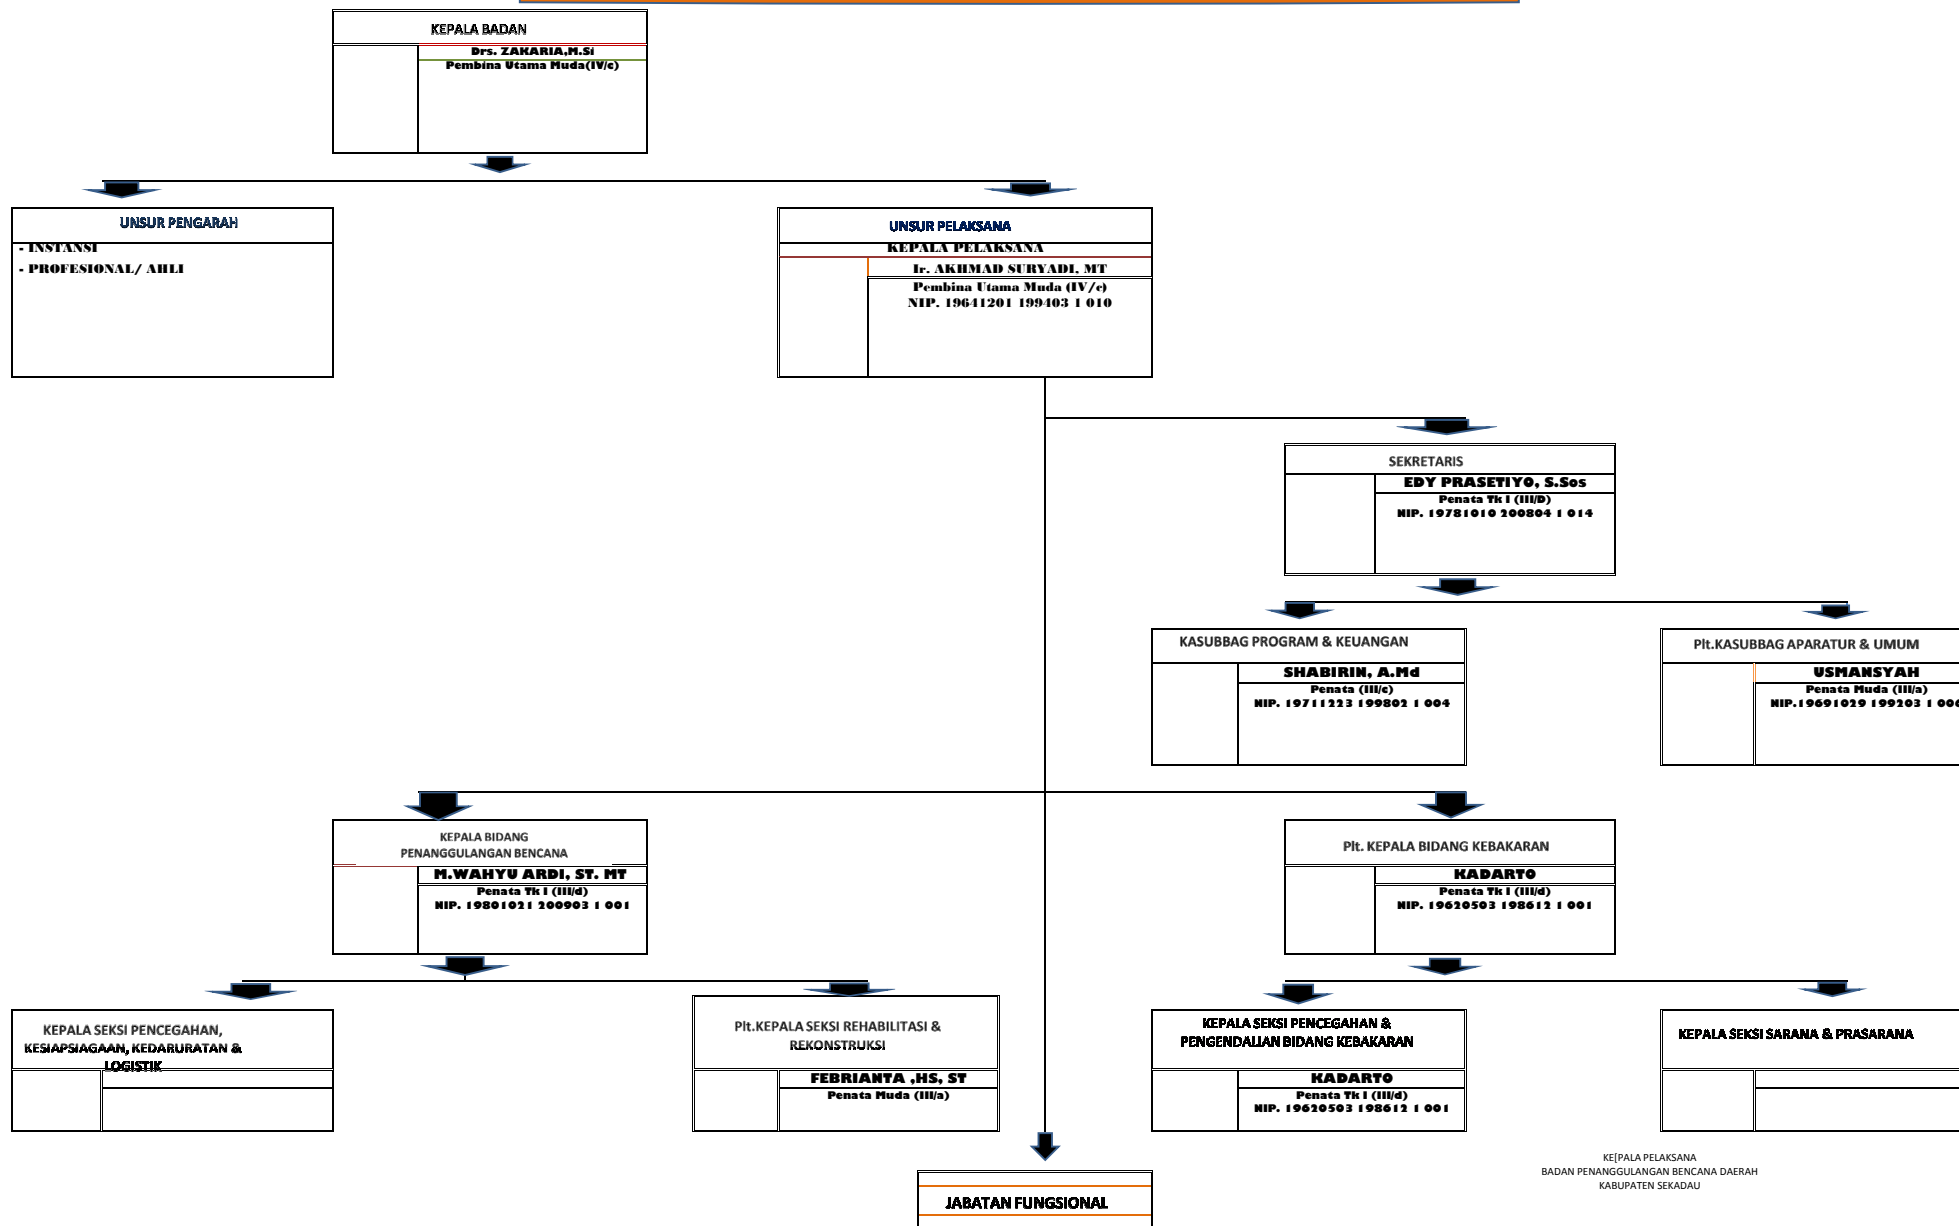 KEPALA BADAN
Drs. ZAKARIA,M.Si
Pembina Utama Muda(IV/c)
UNSUR PENGARAH
- INSTANSI
- PROFESIONAL/ AHLI
UNSUR PELAKSANA
KEPALA PELAKSANA
Ir. AKHMAD SURYADI, MT
Pembina Utama Muda (IV/c)
NIP. 19641201 199403 1 010
SEKRETARIS
EDY PRASETIYO, S.Sos
Penata Tk I (III/D)
NIP. 19781010 200804 1 014
KASUBBAG PROGRAM & KEUANGAN
SHABIRIN, A.Md
Penata (III/c)
NIP. 19711223 199802 1 004
Plt.KASUBBAG APARATUR & UMUM
USMANSYAH
Penata Muda (III/a)
NIP.19691029 199203 1 006
KEPALA BIDANG
PENANGGULANGAN BENCANA
M.WAHYU ARDI, ST. MT
Penata Tk I (III/d)
NIP. 19801021 200903 1 001
Plt. KEPALA BIDANG KEBAKARAN
KADARTO
Penata Tk I (III/d)
NIP. 19620503 198612 1 001
KEPALA SEKSI PENCEGAHAN,
KESIAPSIAGAAN, KEDARURATAN &
LOGISTIK
Plt.KEPALA SEKSI REHABILITASI &
REKONSTRUKSI
FEBRIANTA ,HS, ST
Penata Muda (III/a)
KEPALA SEKSI PENCEGAHAN &
PENGENDALIAN BIDANG KEBAKARAN
KADARTO
Penata Tk I (III/d)
NIP. 19620503 198612 1 001
KEPALA SEKSI SARANA & PRASARANA
JABATAN FUNGSIONAL
KE[PALA PELAKSANA
BADAN PENANGGULANGAN BENCANA DAERAH
KABUPATEN SEKADAU